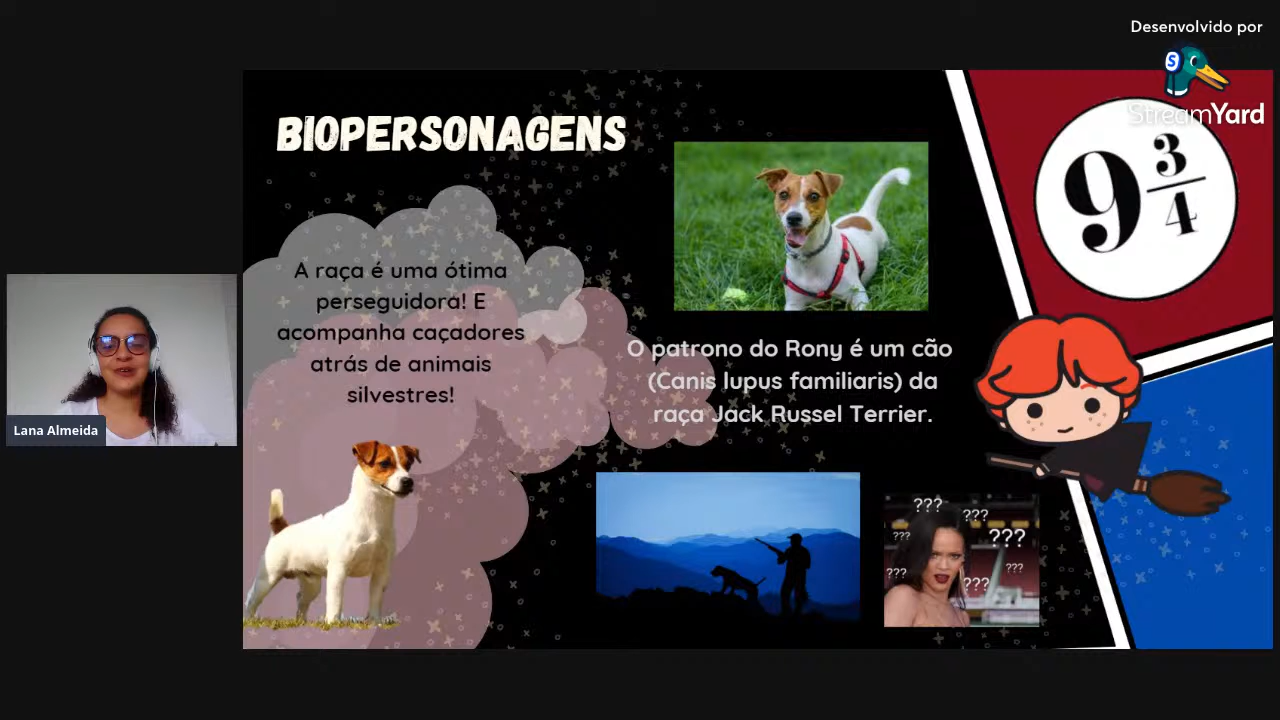 Desenvolvido por
StreamYard
BIOPERSONAGENS
9 3/4
A raça é uma ótima
perseguidora! E
acompanha caçadores
atrás de animais
silvestres!
O patrono do Rony é um cão
(Canis lupus familiaris) da
raça Jack Russel Terrier.
Lana Almeida
???
???
???
???
???
???
???